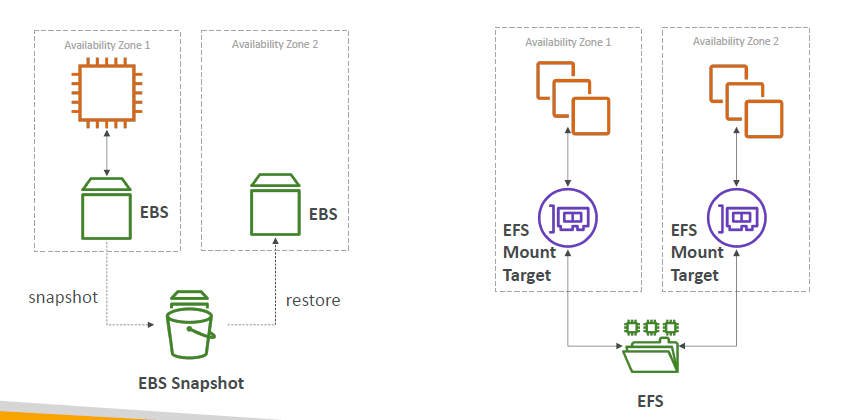 Availability Zone 1
Availability Zone 2
EBS
EBS
snapshot
restore
EBS Snapshot
Availability Zone 1
Availability Zone 2
EFS
Mount
Target
EFS
Mount
Target
EFS